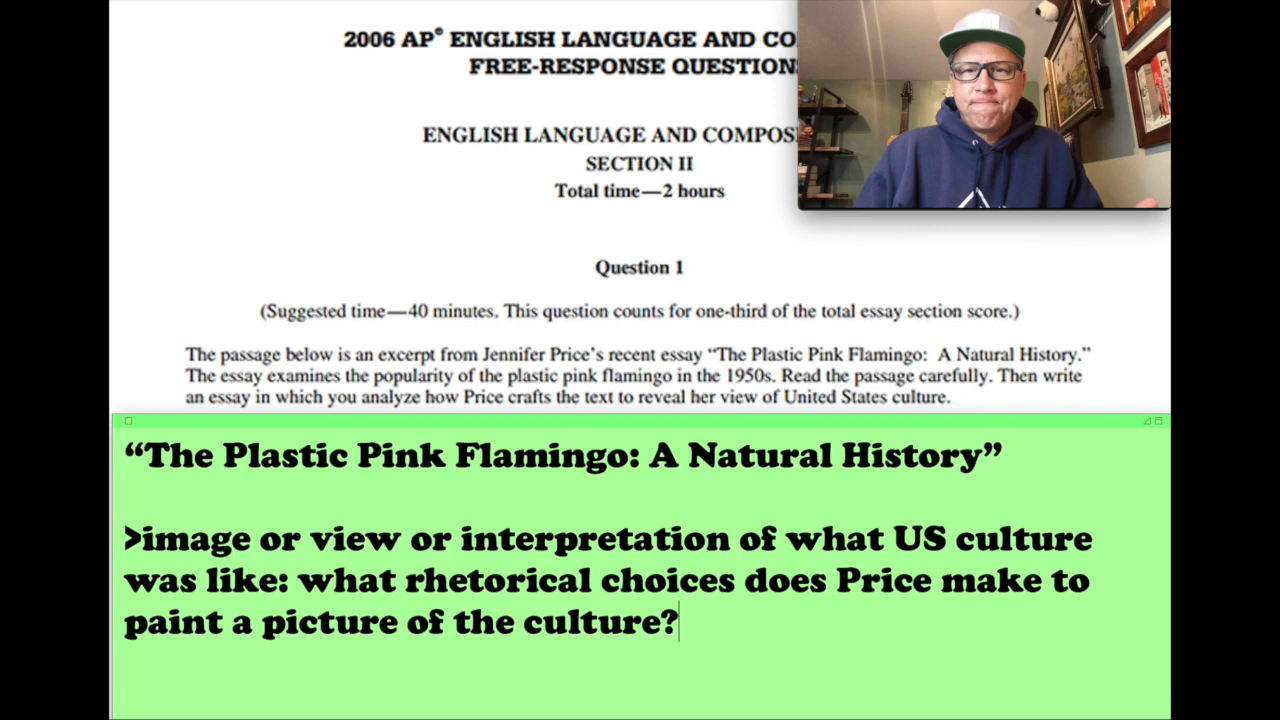 2006 AP® ENGLISH LANGUAGE AND CO
FREE-RESPONSE QUESTION
ENGLISH LANGUAGE AND COMPOS
SECTION II
Total time—2 hours
Question 1
(Suggested time—40 minutes. This question counts for one-third of the total essay section score.)
The passage below is an excerpt from Jennifer Price’s recent essay “The Plastic Pink Flamingo: A Natural History.”
The essay examines the popularity of the plastic pink flamingo in the 1950s. Read the passage carefully. Then write
an essay in which you analyze how Price crafts the text to reveal her view of United States culture.
“The Plastic Pink Flamingo: A Natural History”
>image or view or interpretation of what US culture
was like: what rhetorical choices does Price make to
paint a picture of the culture?